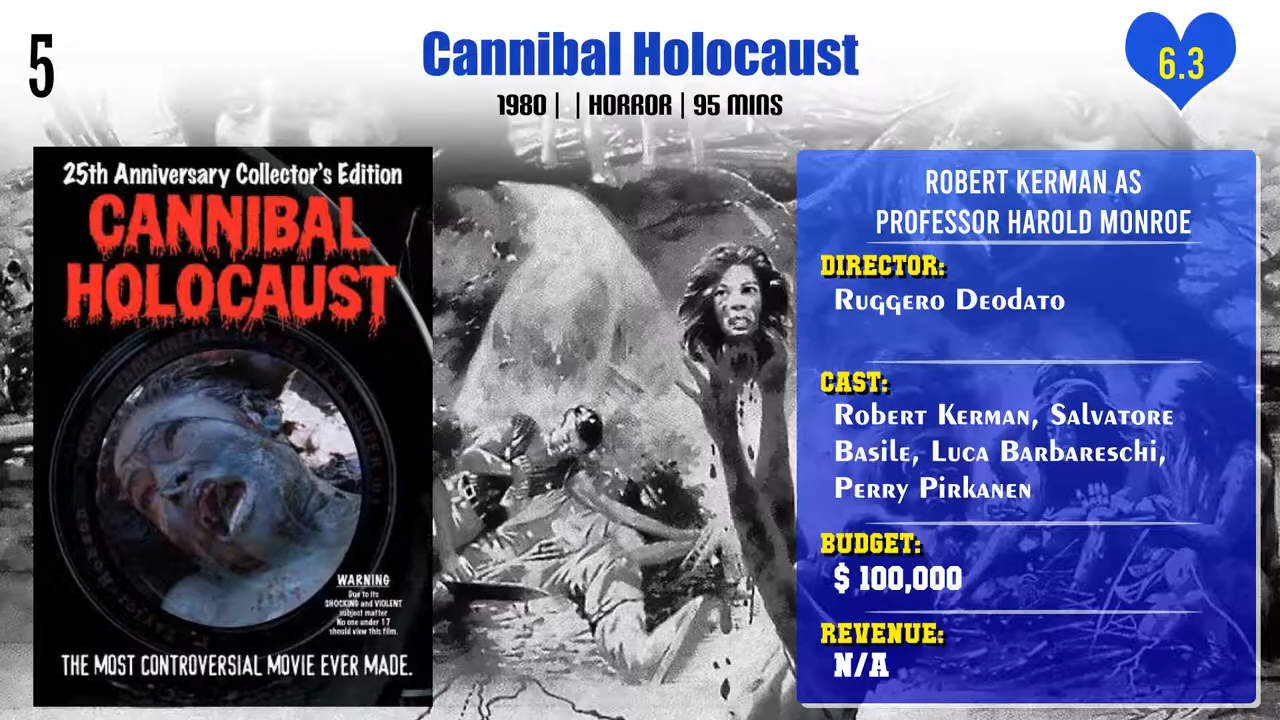 5
Cannibal Holocaust
6.3
1980 | | HORROR | 95 MINS
25th Anniversary Collector's Edition
CANNIBAL
HOLOCAUST
WARNING
Due to its
SHOCKING and VIOLENT
subject matter
No one under 17
should view this film.
THE MOST CONTROVERSIAL MOVIE EVER MADE.
ROBERT KERMAN AS
PROFESSOR HAROLD MONROE
DIRECTOR:
Ruggero Deodato
CAST:
Robert Kerman, Salvatore
Basile, Luca Barbareschi,
Perry Pirkanen
BUDGET:
$ 100,000
REVENUE:
N/A